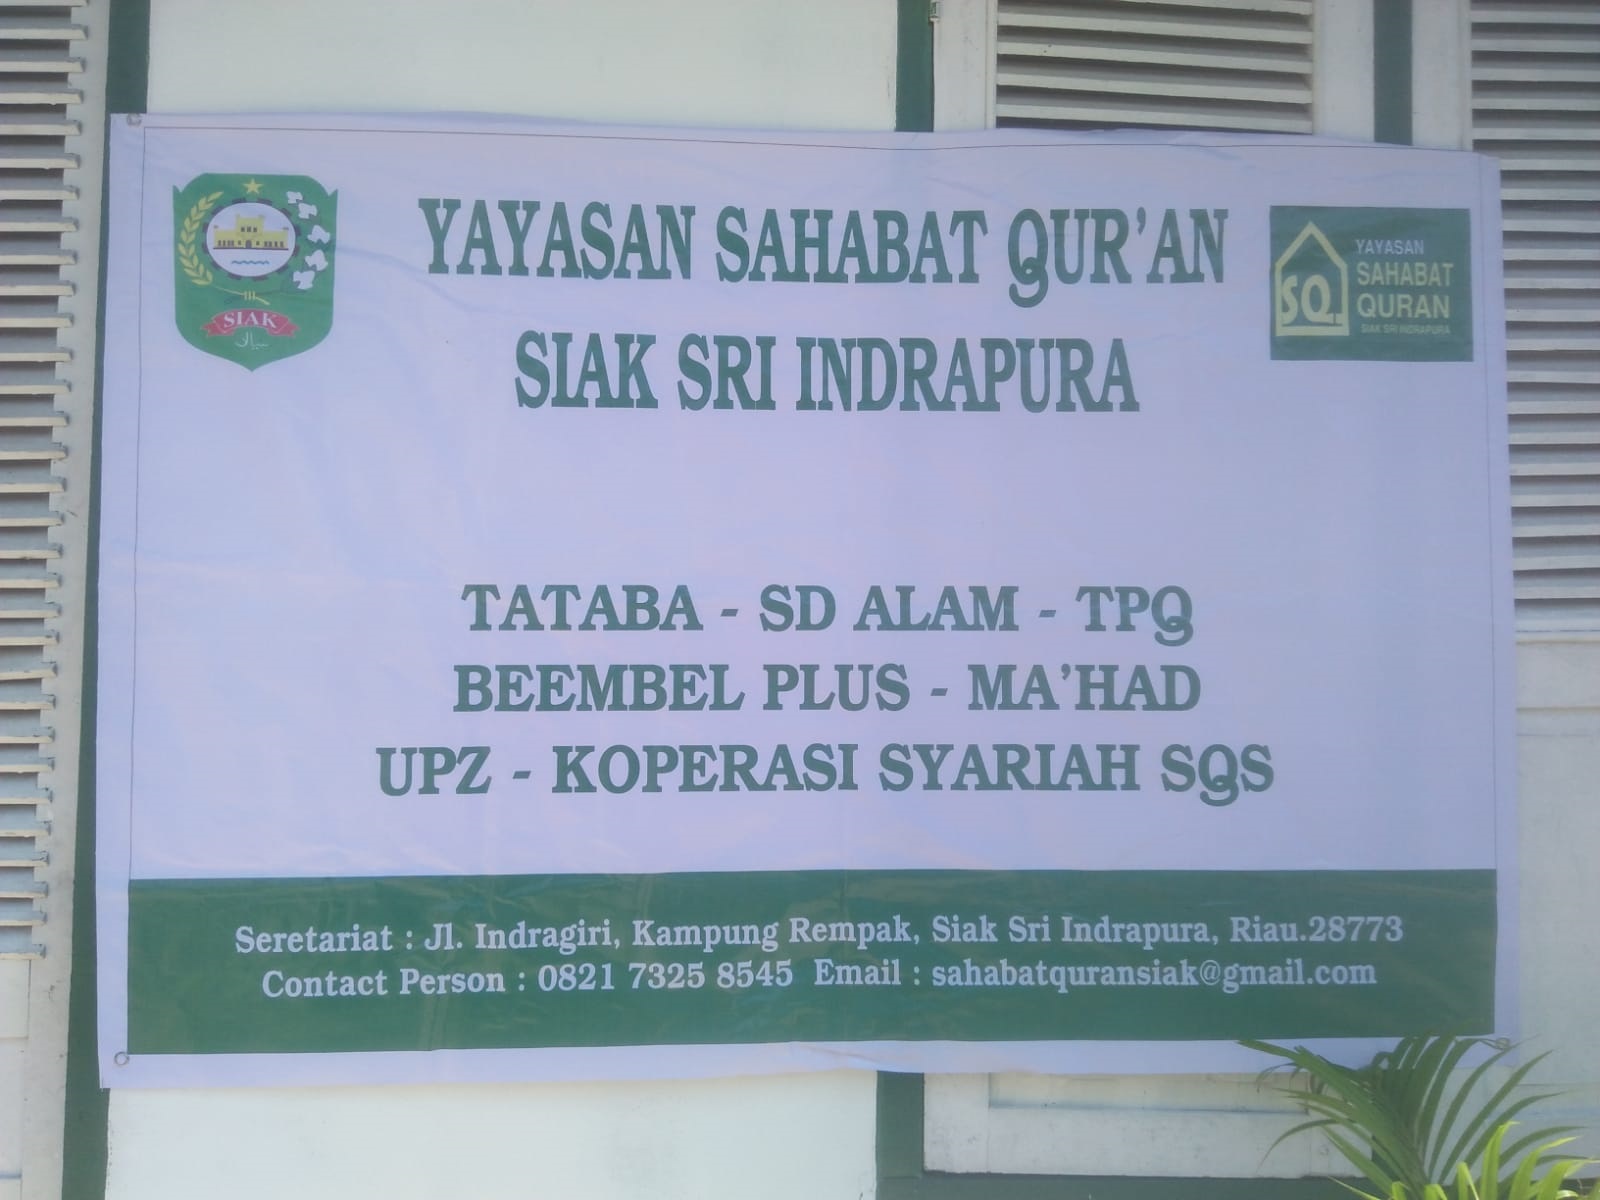 YAYASAN SAHABAT QUR'AN
SIAK SRI INDRAPURA
SIAK
سياك
YAYASAN
SAHABAT
QURAN
SIAK SRI INDRAPURA
SQ
TATABA - SD ALAM - TPQ
BEEMBEL PLUS - MA'HAD
UPZ - KOPERASI SYARIAH SQS
Seretariat : Jl. Indragiri, Kampung Rempak, Siak Sri Indrapura, Riau.28773
Contact Person : 0821 7325 8545 Email : sahabatquransiak@gmail.com